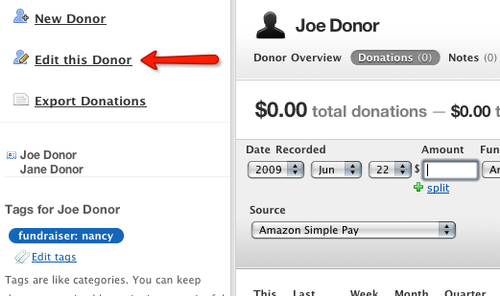 New Donor
Edit this Donor
Export Donations
Joe Donor
Jane Donor
Tags for Joe Donor
fundraiser: nancy
Edit tags
Tags are like categories. You can keep
Joe Donor
Donor Overview Donations (0) Notes (0)
$0.00 total donations — $0.00 t
Date Recorded Amount Fun
2009 Jun 22 $
split
Source
Amazon Simple Pay
This Last Week Month Quarter